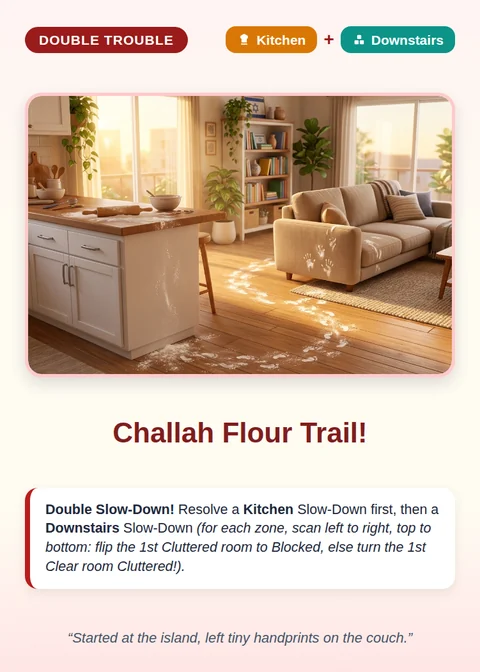 DOUBLE TROUBLE
Kitchen + Downstairs
Challah Flour Trail!
Double Slow-Down! Resolve a Kitchen Slow-Down first, then a
Downstairs Slow-Down (for each zone, scan left to right, top to
bottom: flip the 1st Cluttered room to Blocked, else turn the 1st
Clear room Cluttered!).
“Started at the island, left tiny handprints on the couch.”